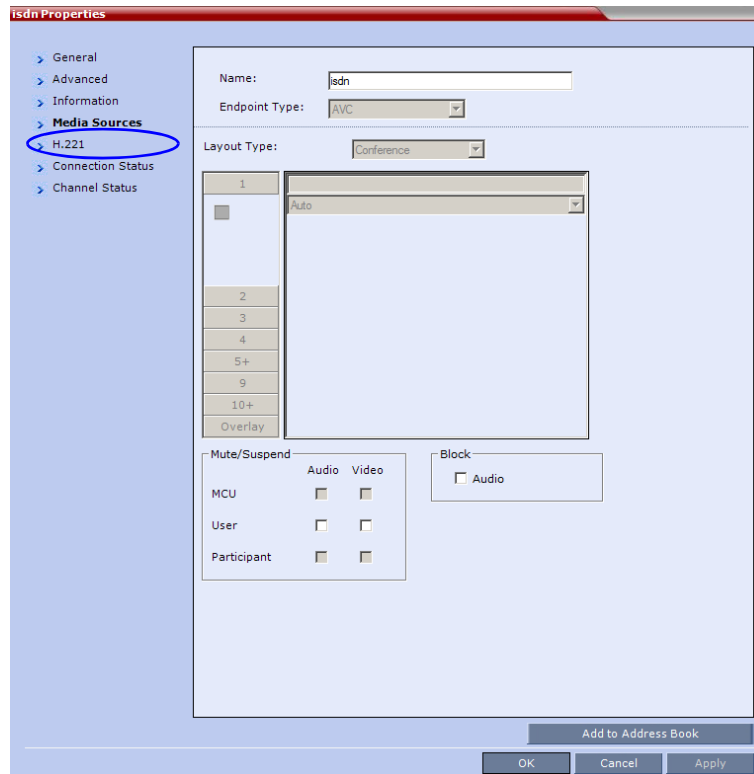 isdn Properties
General
Advanced
Information
Media Sources
H.221
Connection Status
Channel Status
Name: isdn
Endpoint Type: AVC
Layout Type: Conference
1
Auto
2
3
4
5+
9
10+
Overlay
Mute/Suspend
Audio Video
MCU
User
Participant
Block
Audio
Add to Address Book
OK Cancel Apply